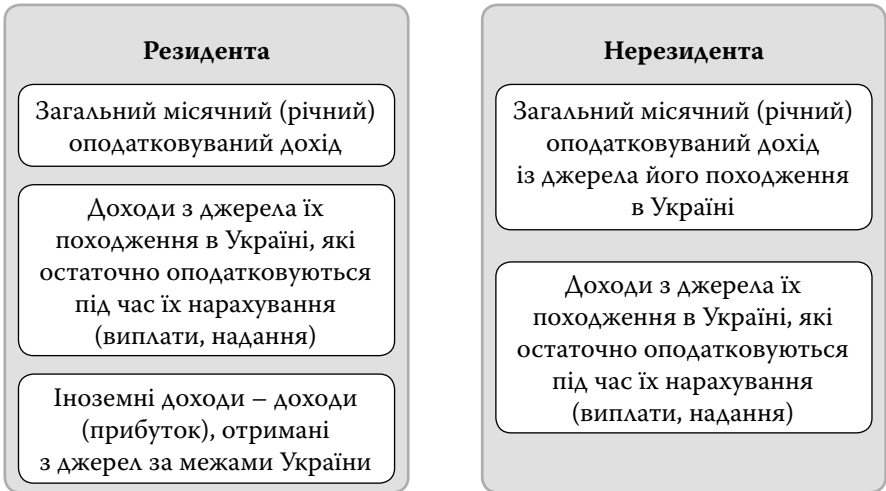 Резидента
Загальний місячний (річний)
оподатковуваний дохід
Доходи з джерела їх
походження в Україні, які
остаточно оподатковуються
під час їх нарахування
(виплати, надання)
Іноземні доходи – доходи
(прибуток), отримані
з джерел за межами України
Нерезидента
Загальний місячний (річний)
оподатковуваний дохід
із джерела його походження
в Україні
Доходи з джерела їх
походження в Україні, які
остаточно оподатковуються
під час їх нарахування
(виплати, надання)